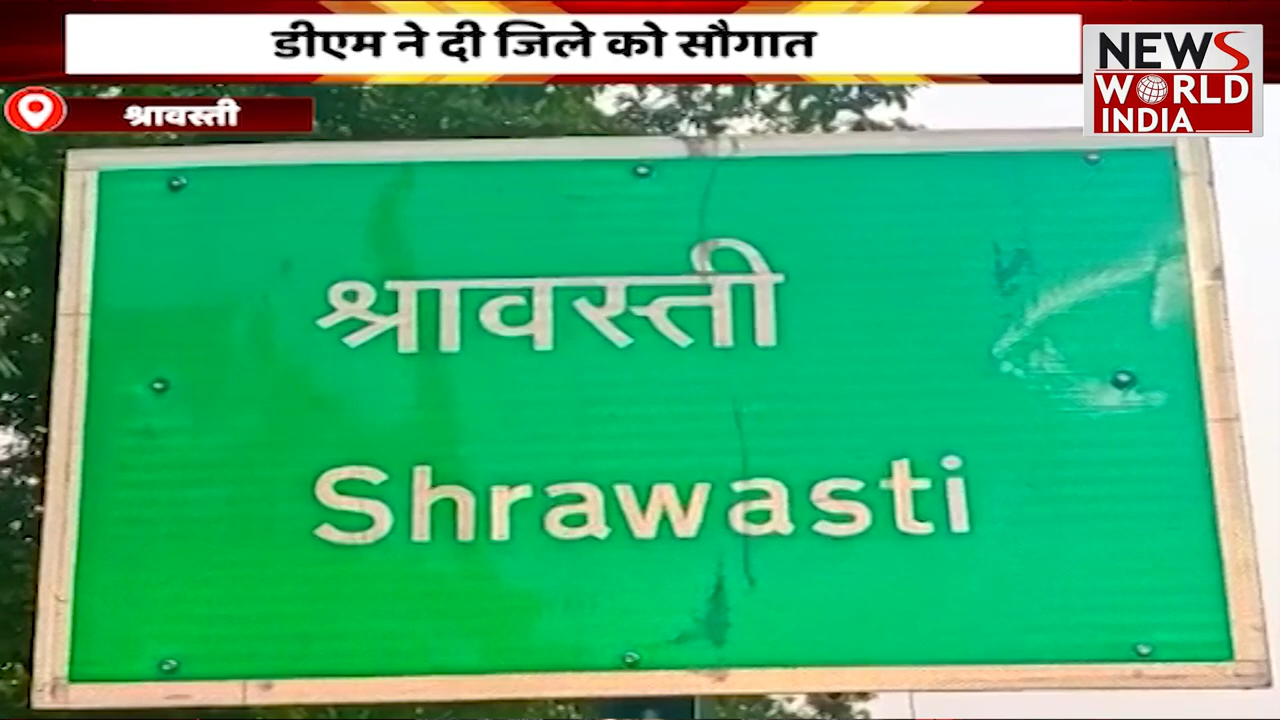 डीएम ने दी जिले को सौगात
NEWS
WORLD
INDIA
श्रावस्ती
श्रावस्ती
Shrawasti